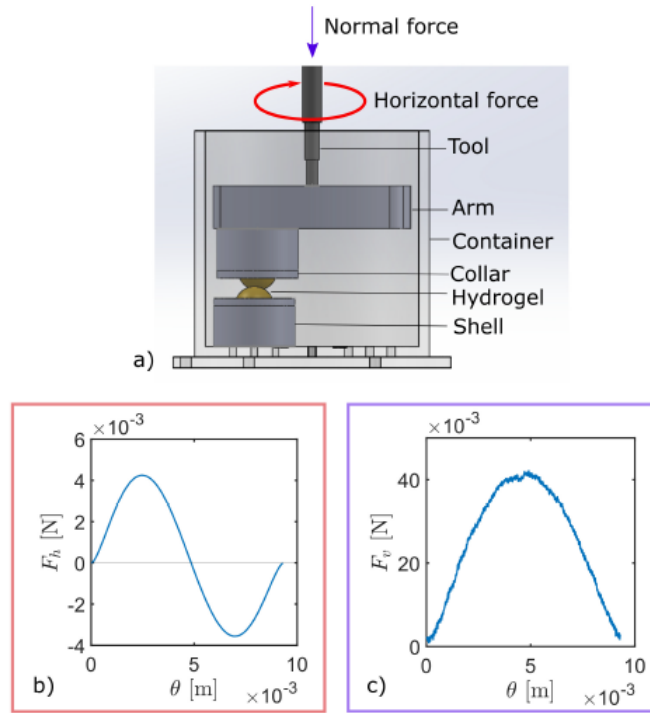 Normal force
Horizontal force
Tool
Arm
Container
Collar
Hydrogel
Shell
a)
×10⁻³
6
4
2
0
-2
-4
F_h [N]
0
5
10
θ [m]
×10⁻³
b)
×10⁻³
40
20
0
F_v [N]
0
5
10
θ [m]
×10⁻³
c)